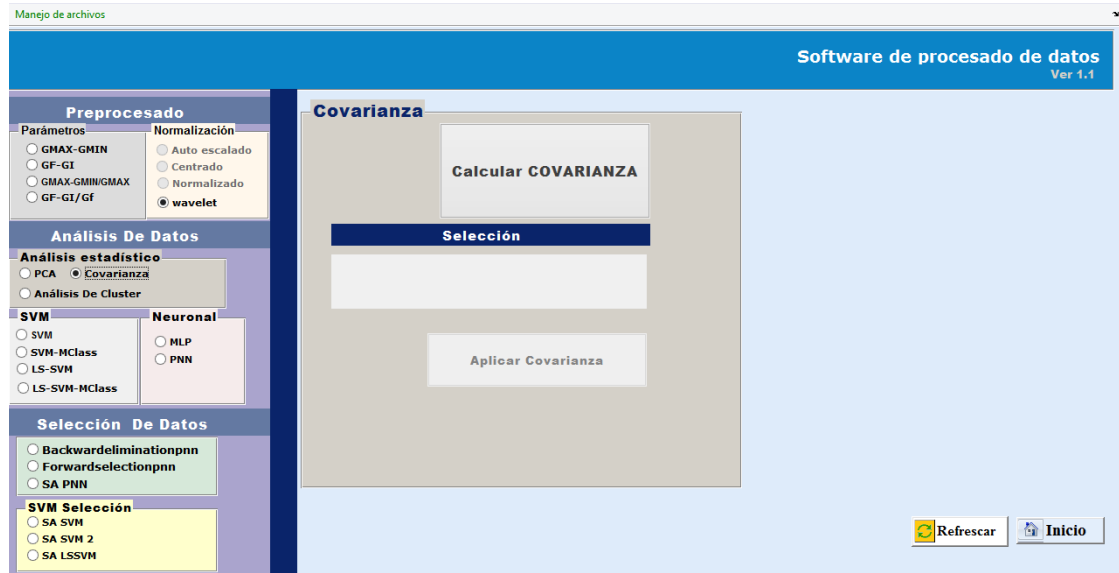 Manejo de archivos
Software de procesado de datos
Ver 1.1
Preprocesado
Parámetros
GMAX-GMIN
GF-GI
GMAX-GMIN/GMAX
GF-GI/Gf
Normalización
Auto escalado
Centrado
Normalizado
wavelet
Análisis De Datos
Análisis estadístico
PCA
Covarianza
Análisis De Cluster
SVM
SVM
SVM-MClass
LS-SVM
LS-SVM-MClass
Neuronal
MLP
PNN
Selección De Datos
Backwardeliminationpnn
Forwardselectionpnn
SA PNN
SVM Selección
SA SVM
SA SVM 2
SA LSSVM
Covarianza
Calcular COVARIANZA
Selección
Aplicar Covarianza
Refrescar
Inicio